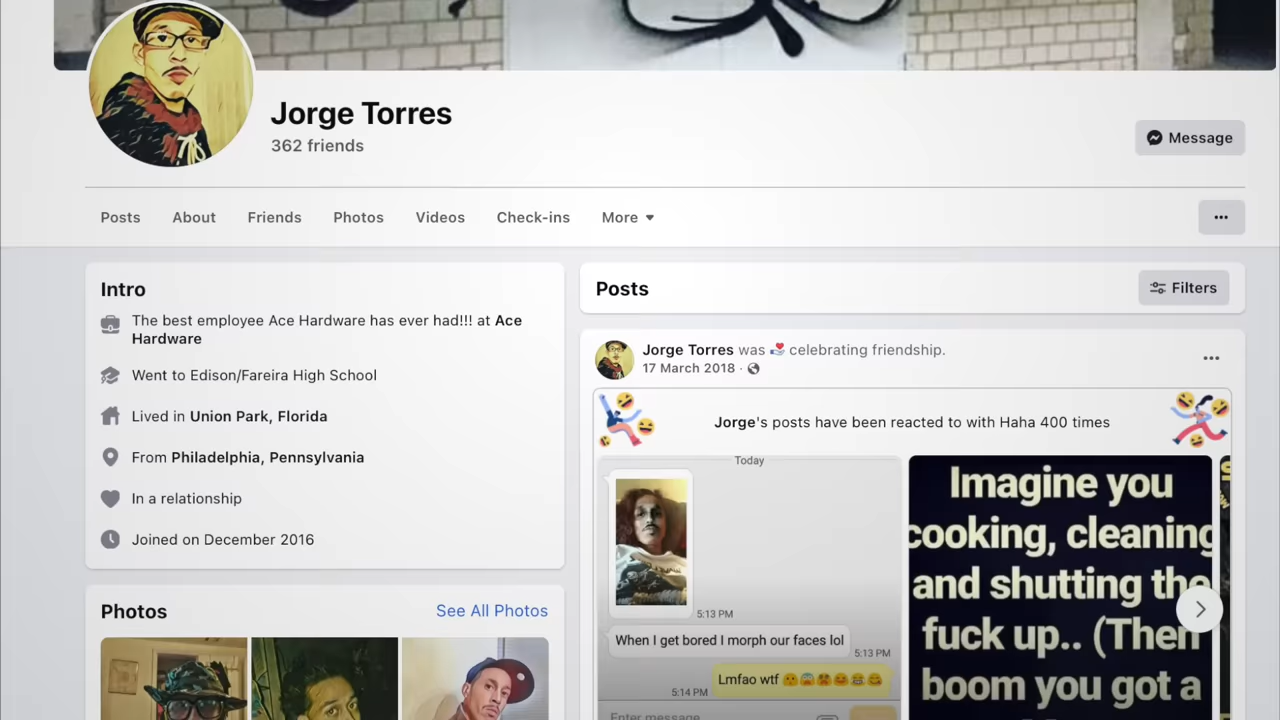 Jorge Torres
362 friends
Message
Posts
About
Friends
Photos
Videos
Check-ins
More
Intro
The best employee Ace Hardware has ever had!!! at Ace
Hardware
Went to Edison/Fareira High School
Lived in Union Park, Florida
From Philadelphia, Pennsylvania
In a relationship
Joined on December 2016
Photos
See All Photos
Posts
Filters
Jorge Torres was celebrating friendship.
17 March 2018 ·
Jorge's posts have been reacted to with Haha 400 times
Today
5:13 PM
When I get bored I morph our faces lol
5:13 PM
Lmfao wtf
5:14 PM
Enter message
Imagine you
cooking, cleaning
and shutting the
fuck up.. (Then
boom you got a